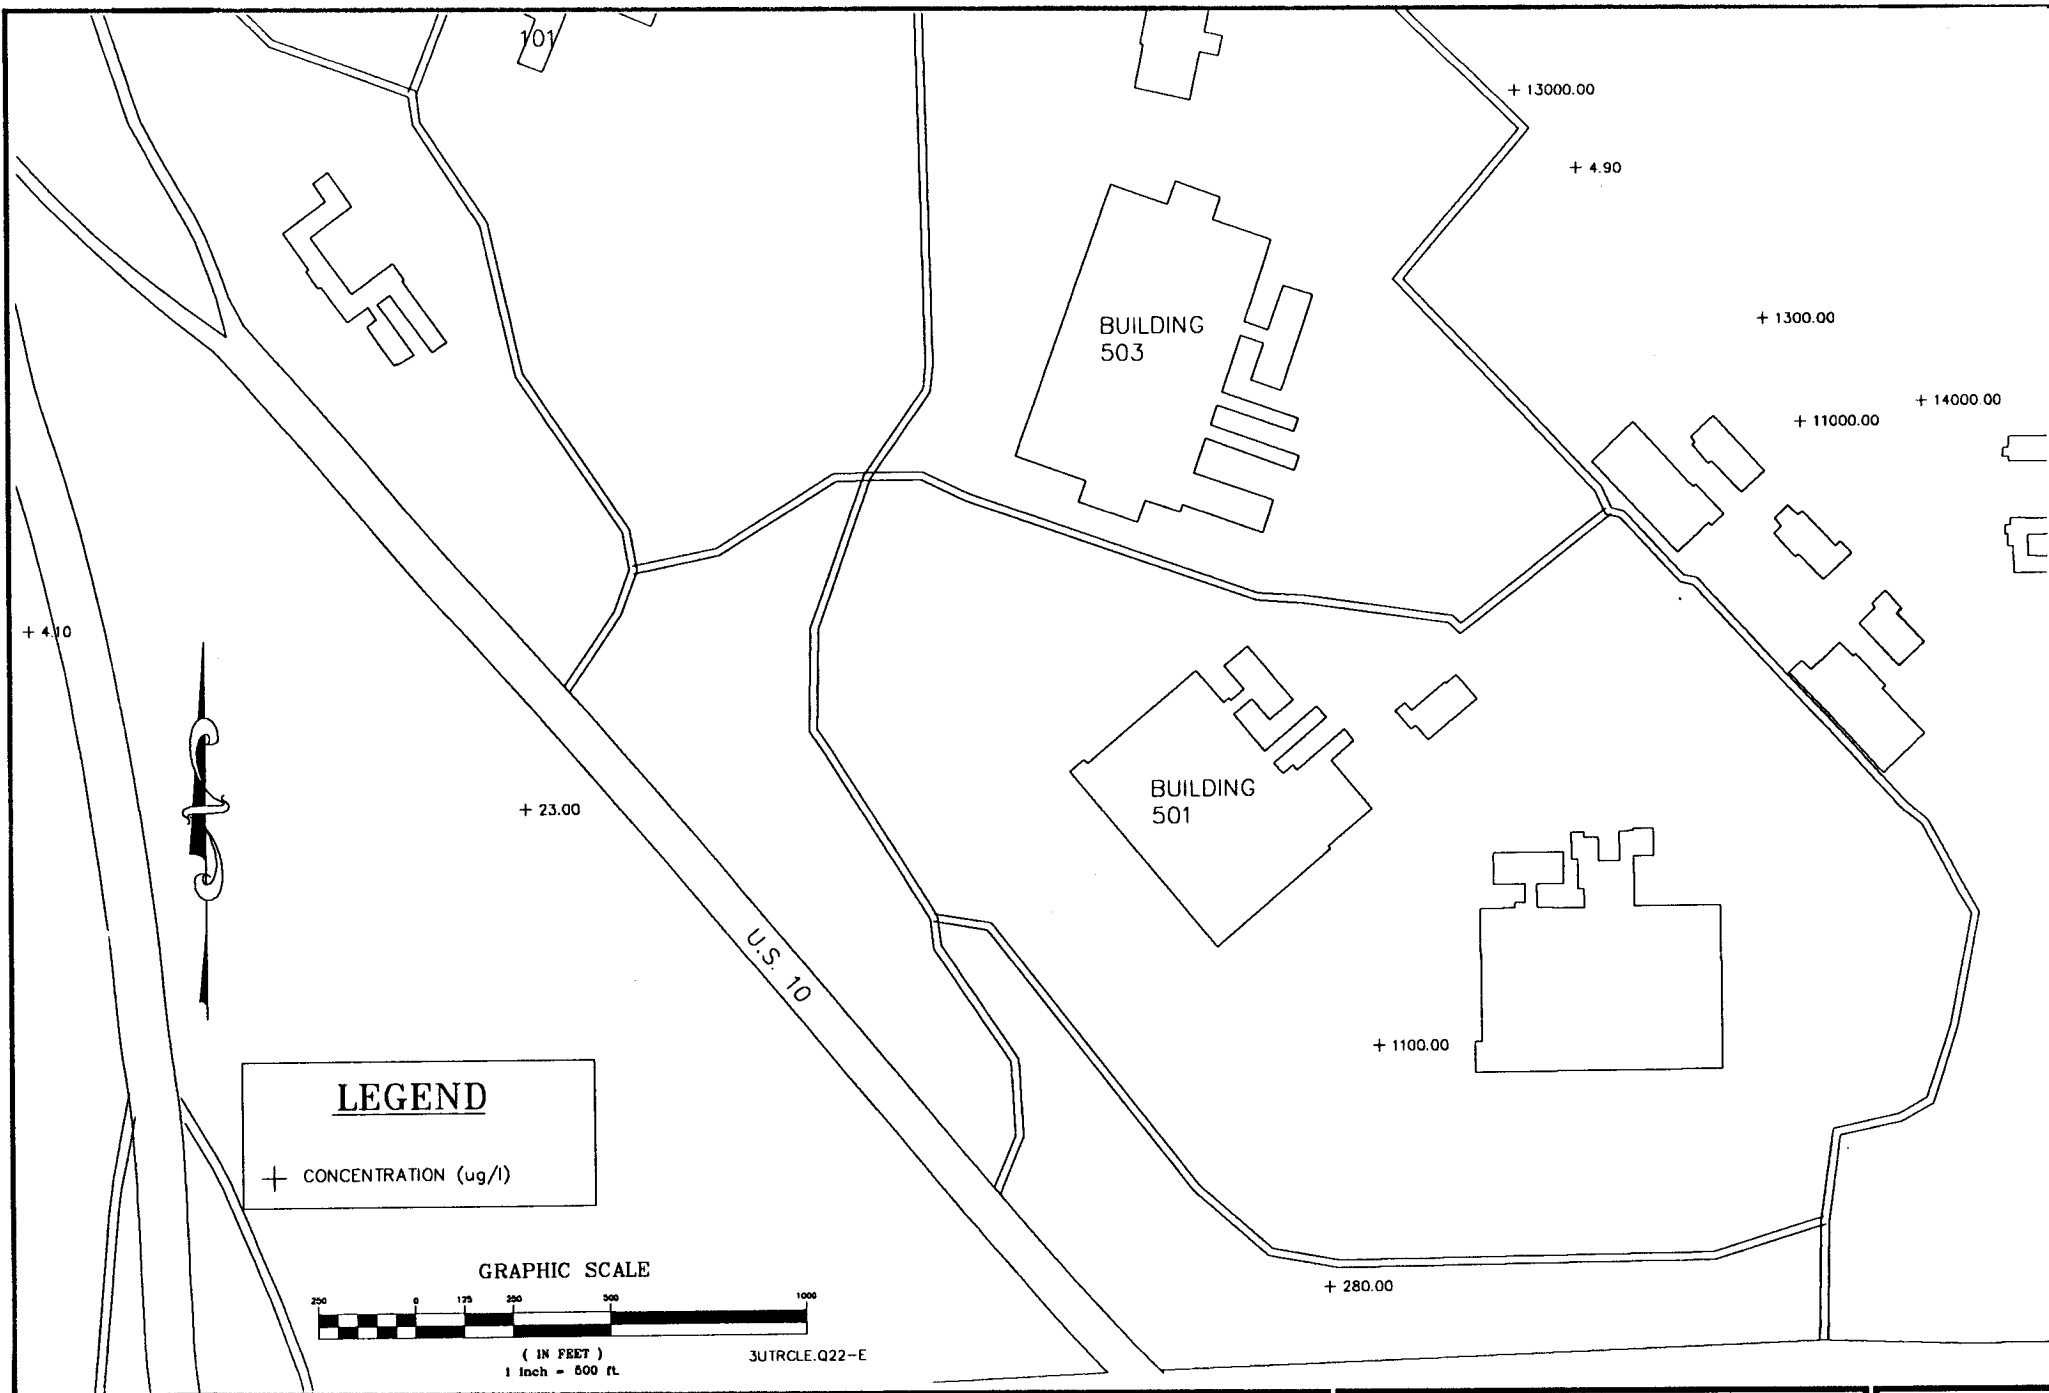 101
+ 13000.00
+ 4.90
BUILDING
503
+ 1300.00
+ 14000.00
+ 11000.00
+ 4.10
BUILDING
501
+ 23.00
U.S. 10
+ 1100.00
LEGEND
+ CONCENTRATION (ug/l)
GRAPHIC SCALE
250 0 125 250 500 1000
+ 280.00
( IN FEET )
1 inch = 500 ft.
3UTRCLE.Q22-E